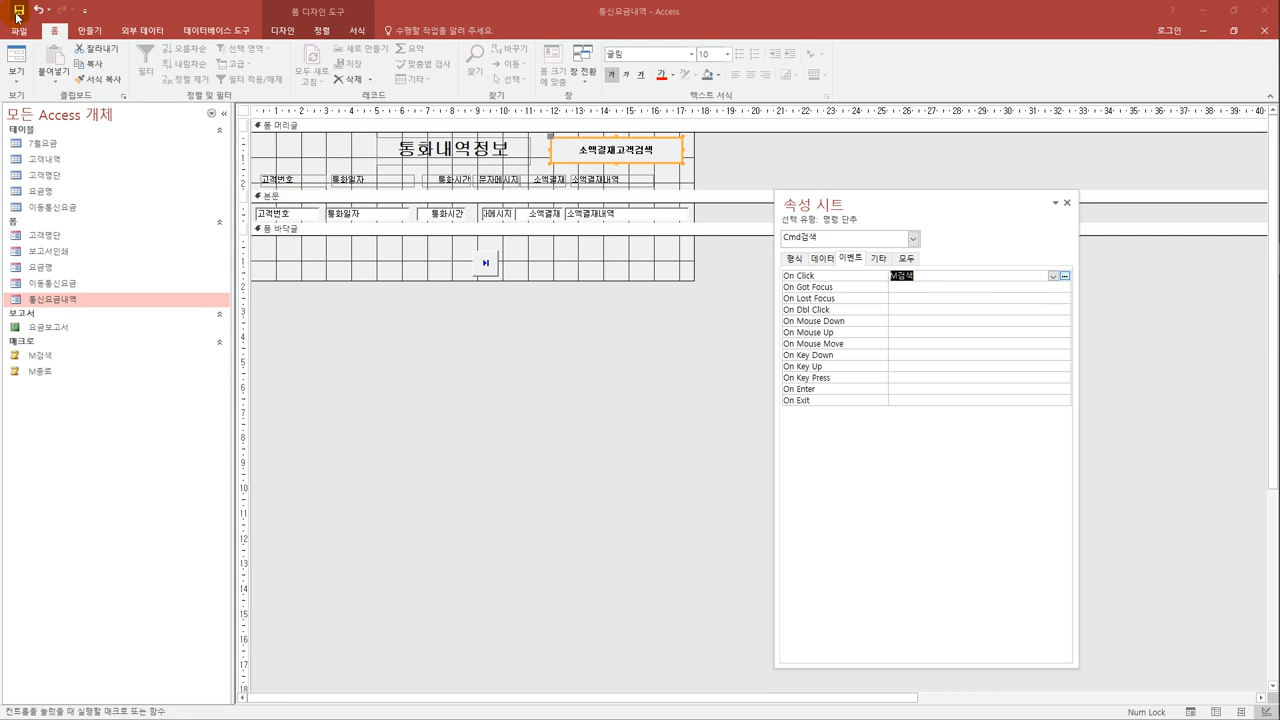 폼 디자인 도구
통신요금내역 - Access
?
파일
홈
만들기
외부 데이터
데이터베이스 도구
디자인
정렬
서식
수행할 작업을 알려 주세요.
로그인
보기
붙여넣기
잘라내기
복사
서식 복사
필터
오름차순
내림차순
정렬 제거
선택 영역
고급
필터 적용/해제
모두 새로
고침
새로 만들기
저장
삭제
요약
맞춤법 검사
기타
찾기
바꾸기
이동
선택
폼 크기
에 맞춤
창 전환
굴림
10
가 가 가
보기
클립보드
정렬 및 필터
레코드
찾기
창
텍스트 서식
모든 Access 개체
테이블
7월요금
고객내역
고객명단
요금명
이동통신요금
폼
고객명단
보고서인쇄
요금명
이동통신요금
통신요금내역
보고서
요금보고서
매크로
M검색
M종료
폼 머리글
통화내역정보
소액결재고객검색
고객번호 통화일자 통화시간 문자메시지 소액결재 소액결재내역
본문
고객번호 통화일자 통화시간 자메시지 소액결재 소액결재내역
폼 바닥글
속성 시트
선택 유형: 명령 단추
Cmd검색
형식 데이터 이벤트 기타 모두
On Click M검색
On Got Focus
On Lost Focus
On Dbl Click
On Mouse Down
On Mouse Up
On Mouse Move
On Key Down
On Key Up
On Key Press
On Enter
On Exit
컨트롤을 눌렀을 때 실행할 매크로 또는 함수
Num Lock